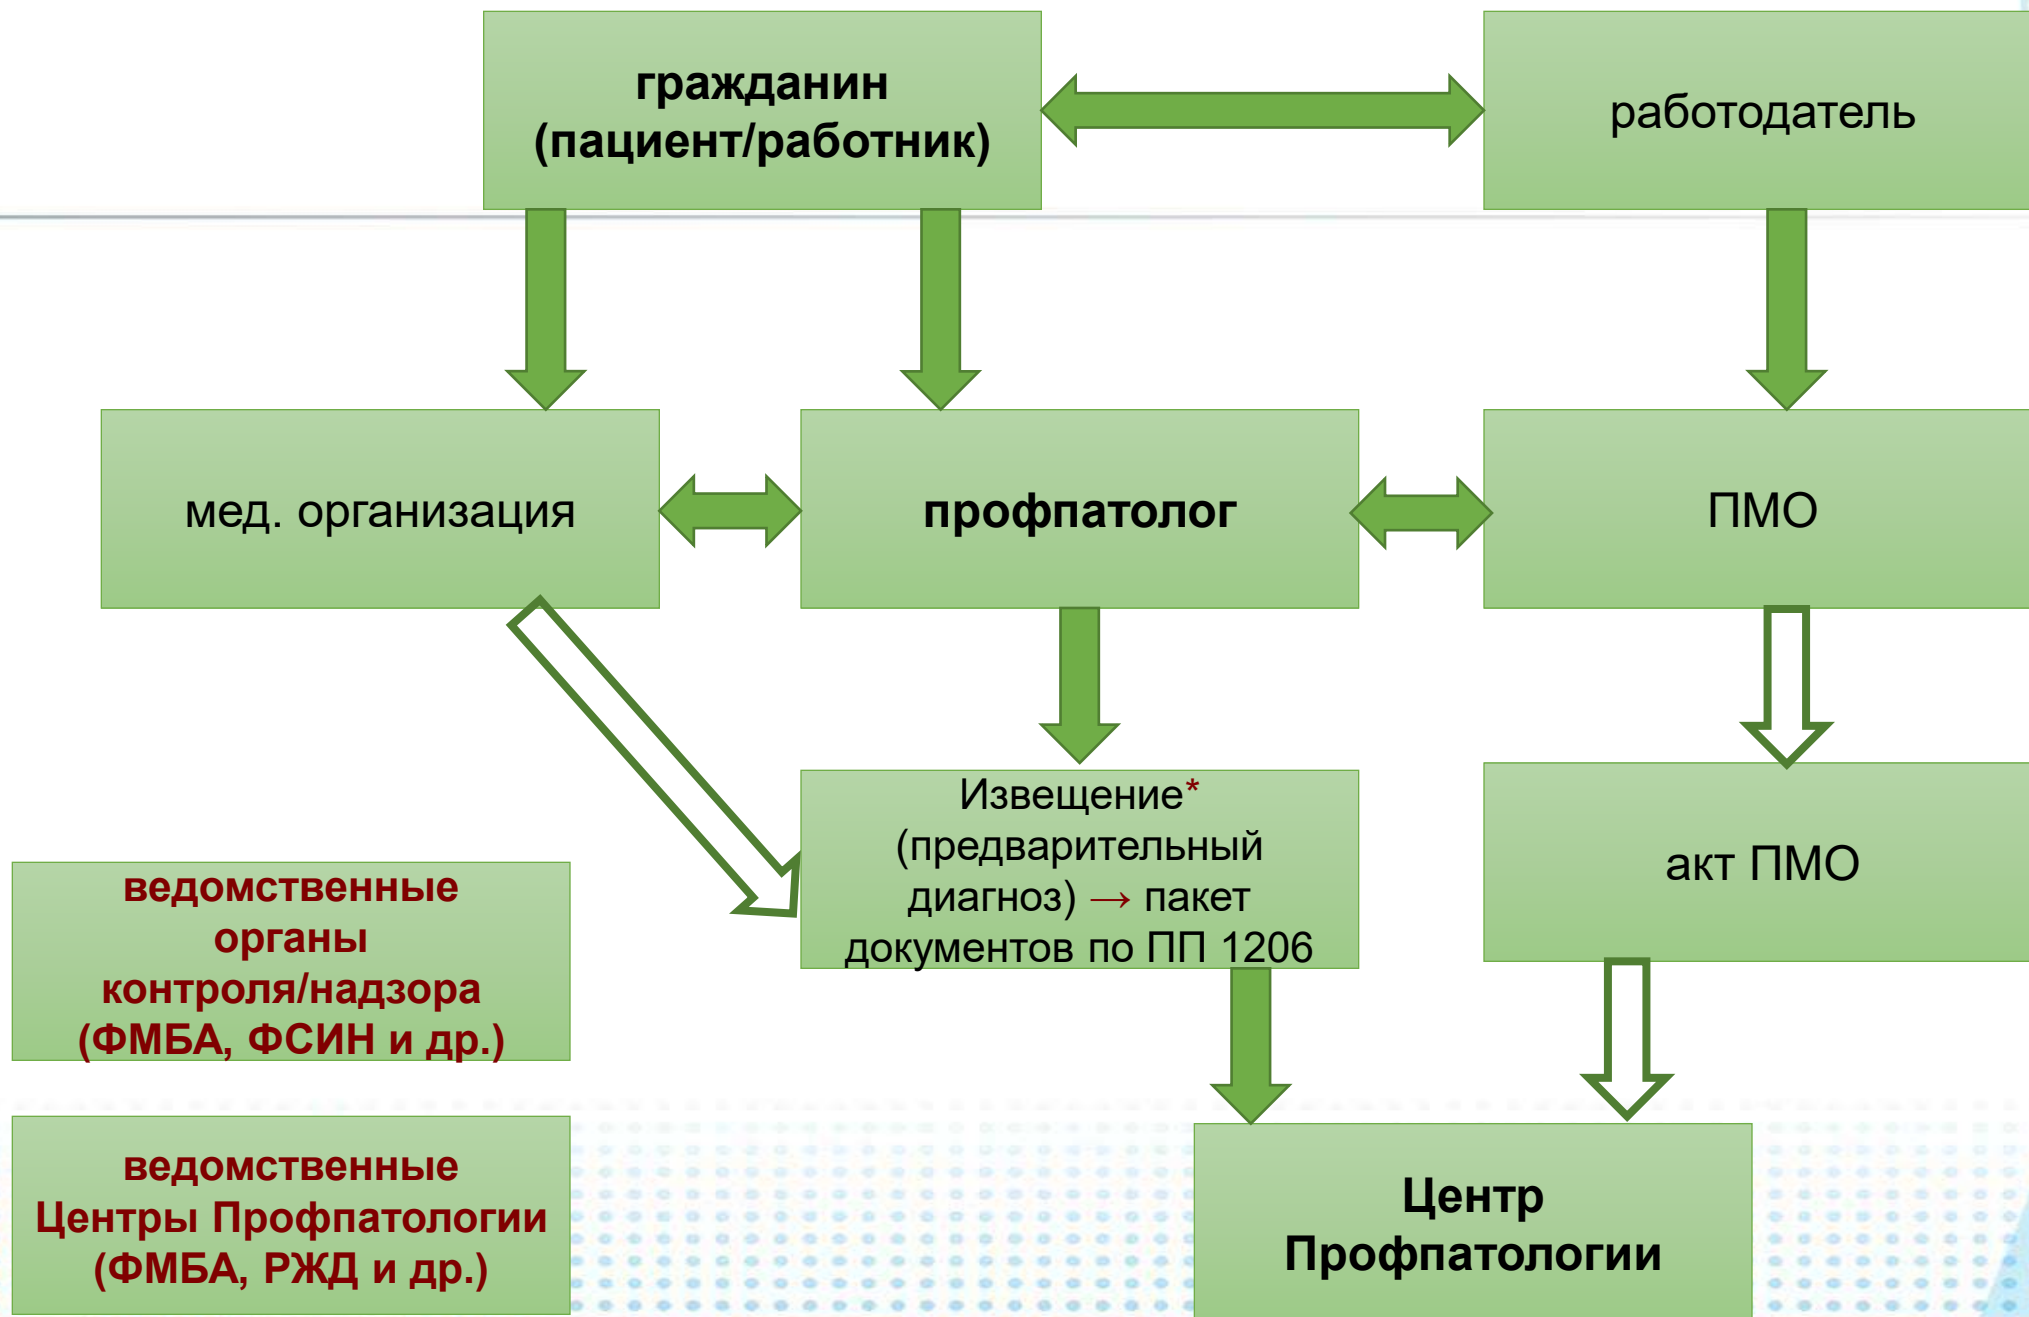 гражданин
(пациент/работник)
работодатель
мед. организация
профпатолог
ПМО
Извещение*
(предварительный
диагноз) → пакет
документов по ПП 1206
акт ПМО
ведомственные
органы
контроля/надзора
(ФМБА, ФСИН и др.)
ведомственные
Центры Профпатологии
(ФМБА, РЖД и др.)
Центр
Профпатологии